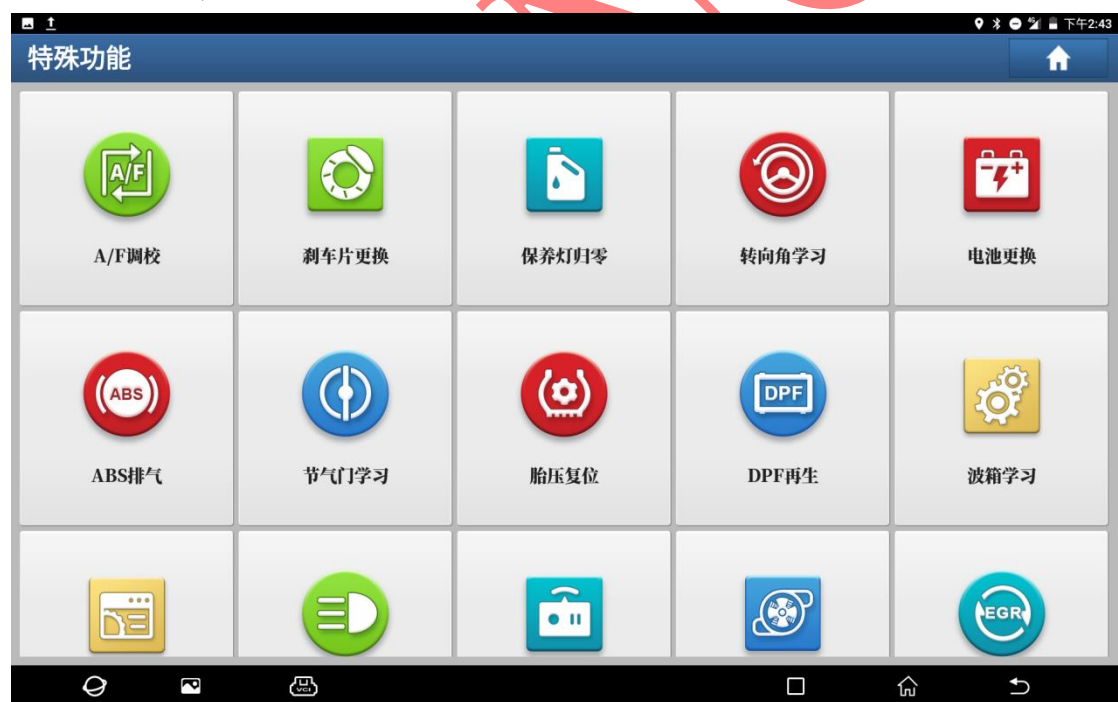 4G 下午2:43
特殊功能
A/F
A/F调校
刹车片更换
保养灯归零
转向角学习
电池更换
ABS
ABS排气
节气门学习
胎压复位
DPF
DPF再生
波箱学习
EGR
VCI